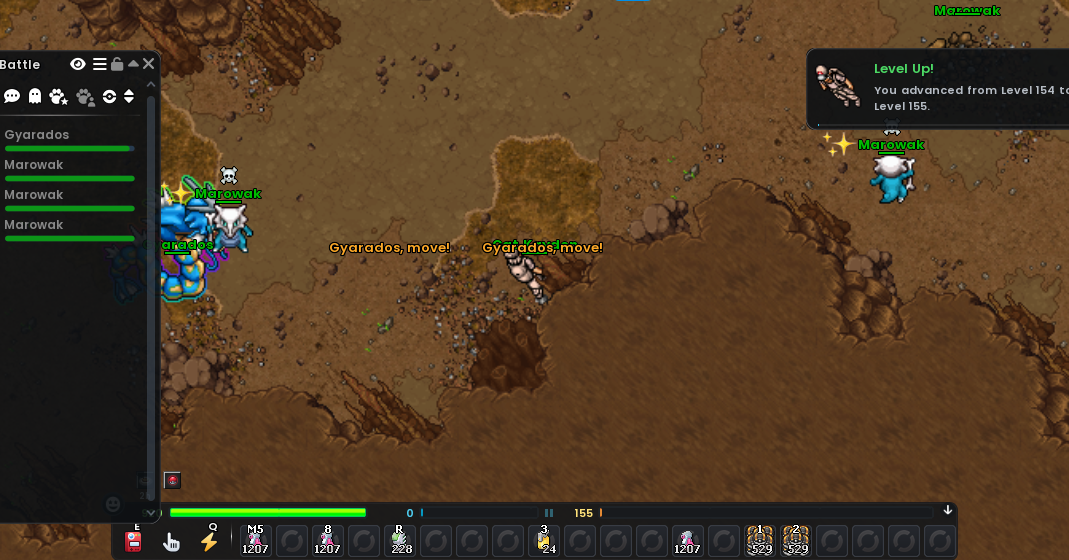 Marowak
Battle
Level Up!
You advanced from Level 154 to
Level 155.
Gyarados
Marowak
Marowak
Marowak
Marowak
Marowak
arados
Gyarados, move!
Gyarados, move!
0
155
E
Q
M5
1207
8
1207
R
228
3
24
1207
1
529
2
529